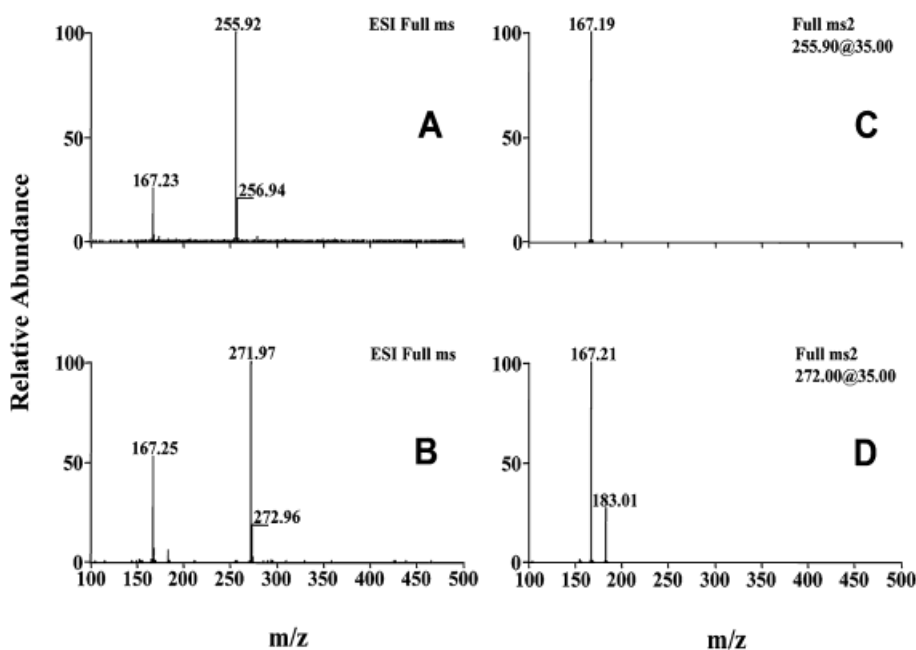 Relative Abundance
100
50
0
255.92
167.23
256.94
ESI Full ms
A
100
50
0
167.19
Full ms2
255.90@35.00
C
100
50
0
271.97
167.25
272.96
ESI Full ms
B
100 150 200 250 300 350 400 450 500
m/z
100
50
0
167.21
183.01
Full ms2
272.00@35.00
D
100 150 200 250 300 350 400 450 500
m/z